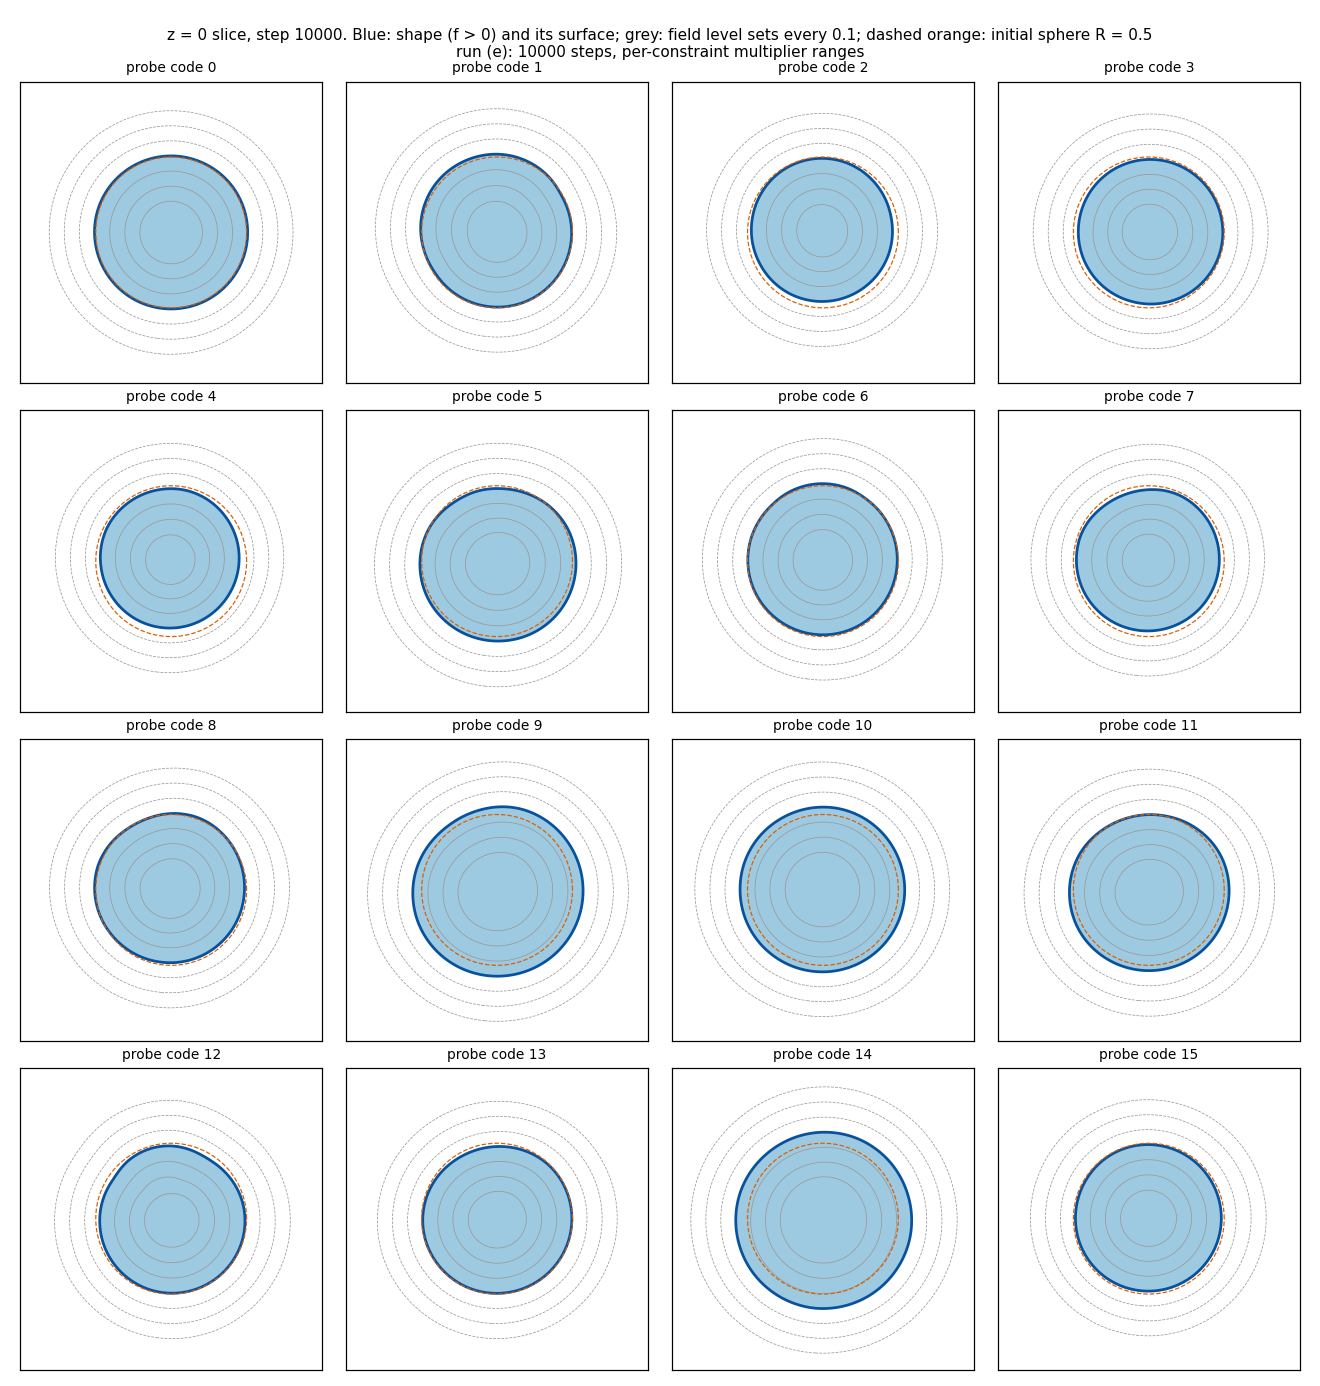 z = 0 slice, step 10000. Blue: shape (f > 0) and its surface; grey: field level sets every 0.1; dashed orange: initial sphere R = 0.5
run (e): 10000 steps, per-constraint multiplier ranges
probe code 0
probe code 1
probe code 2
probe code 3
probe code 4
probe code 5
probe code 6
probe code 7
probe code 8
probe code 9
probe code 10
probe code 11
probe code 12
probe code 13
probe code 14
probe code 15